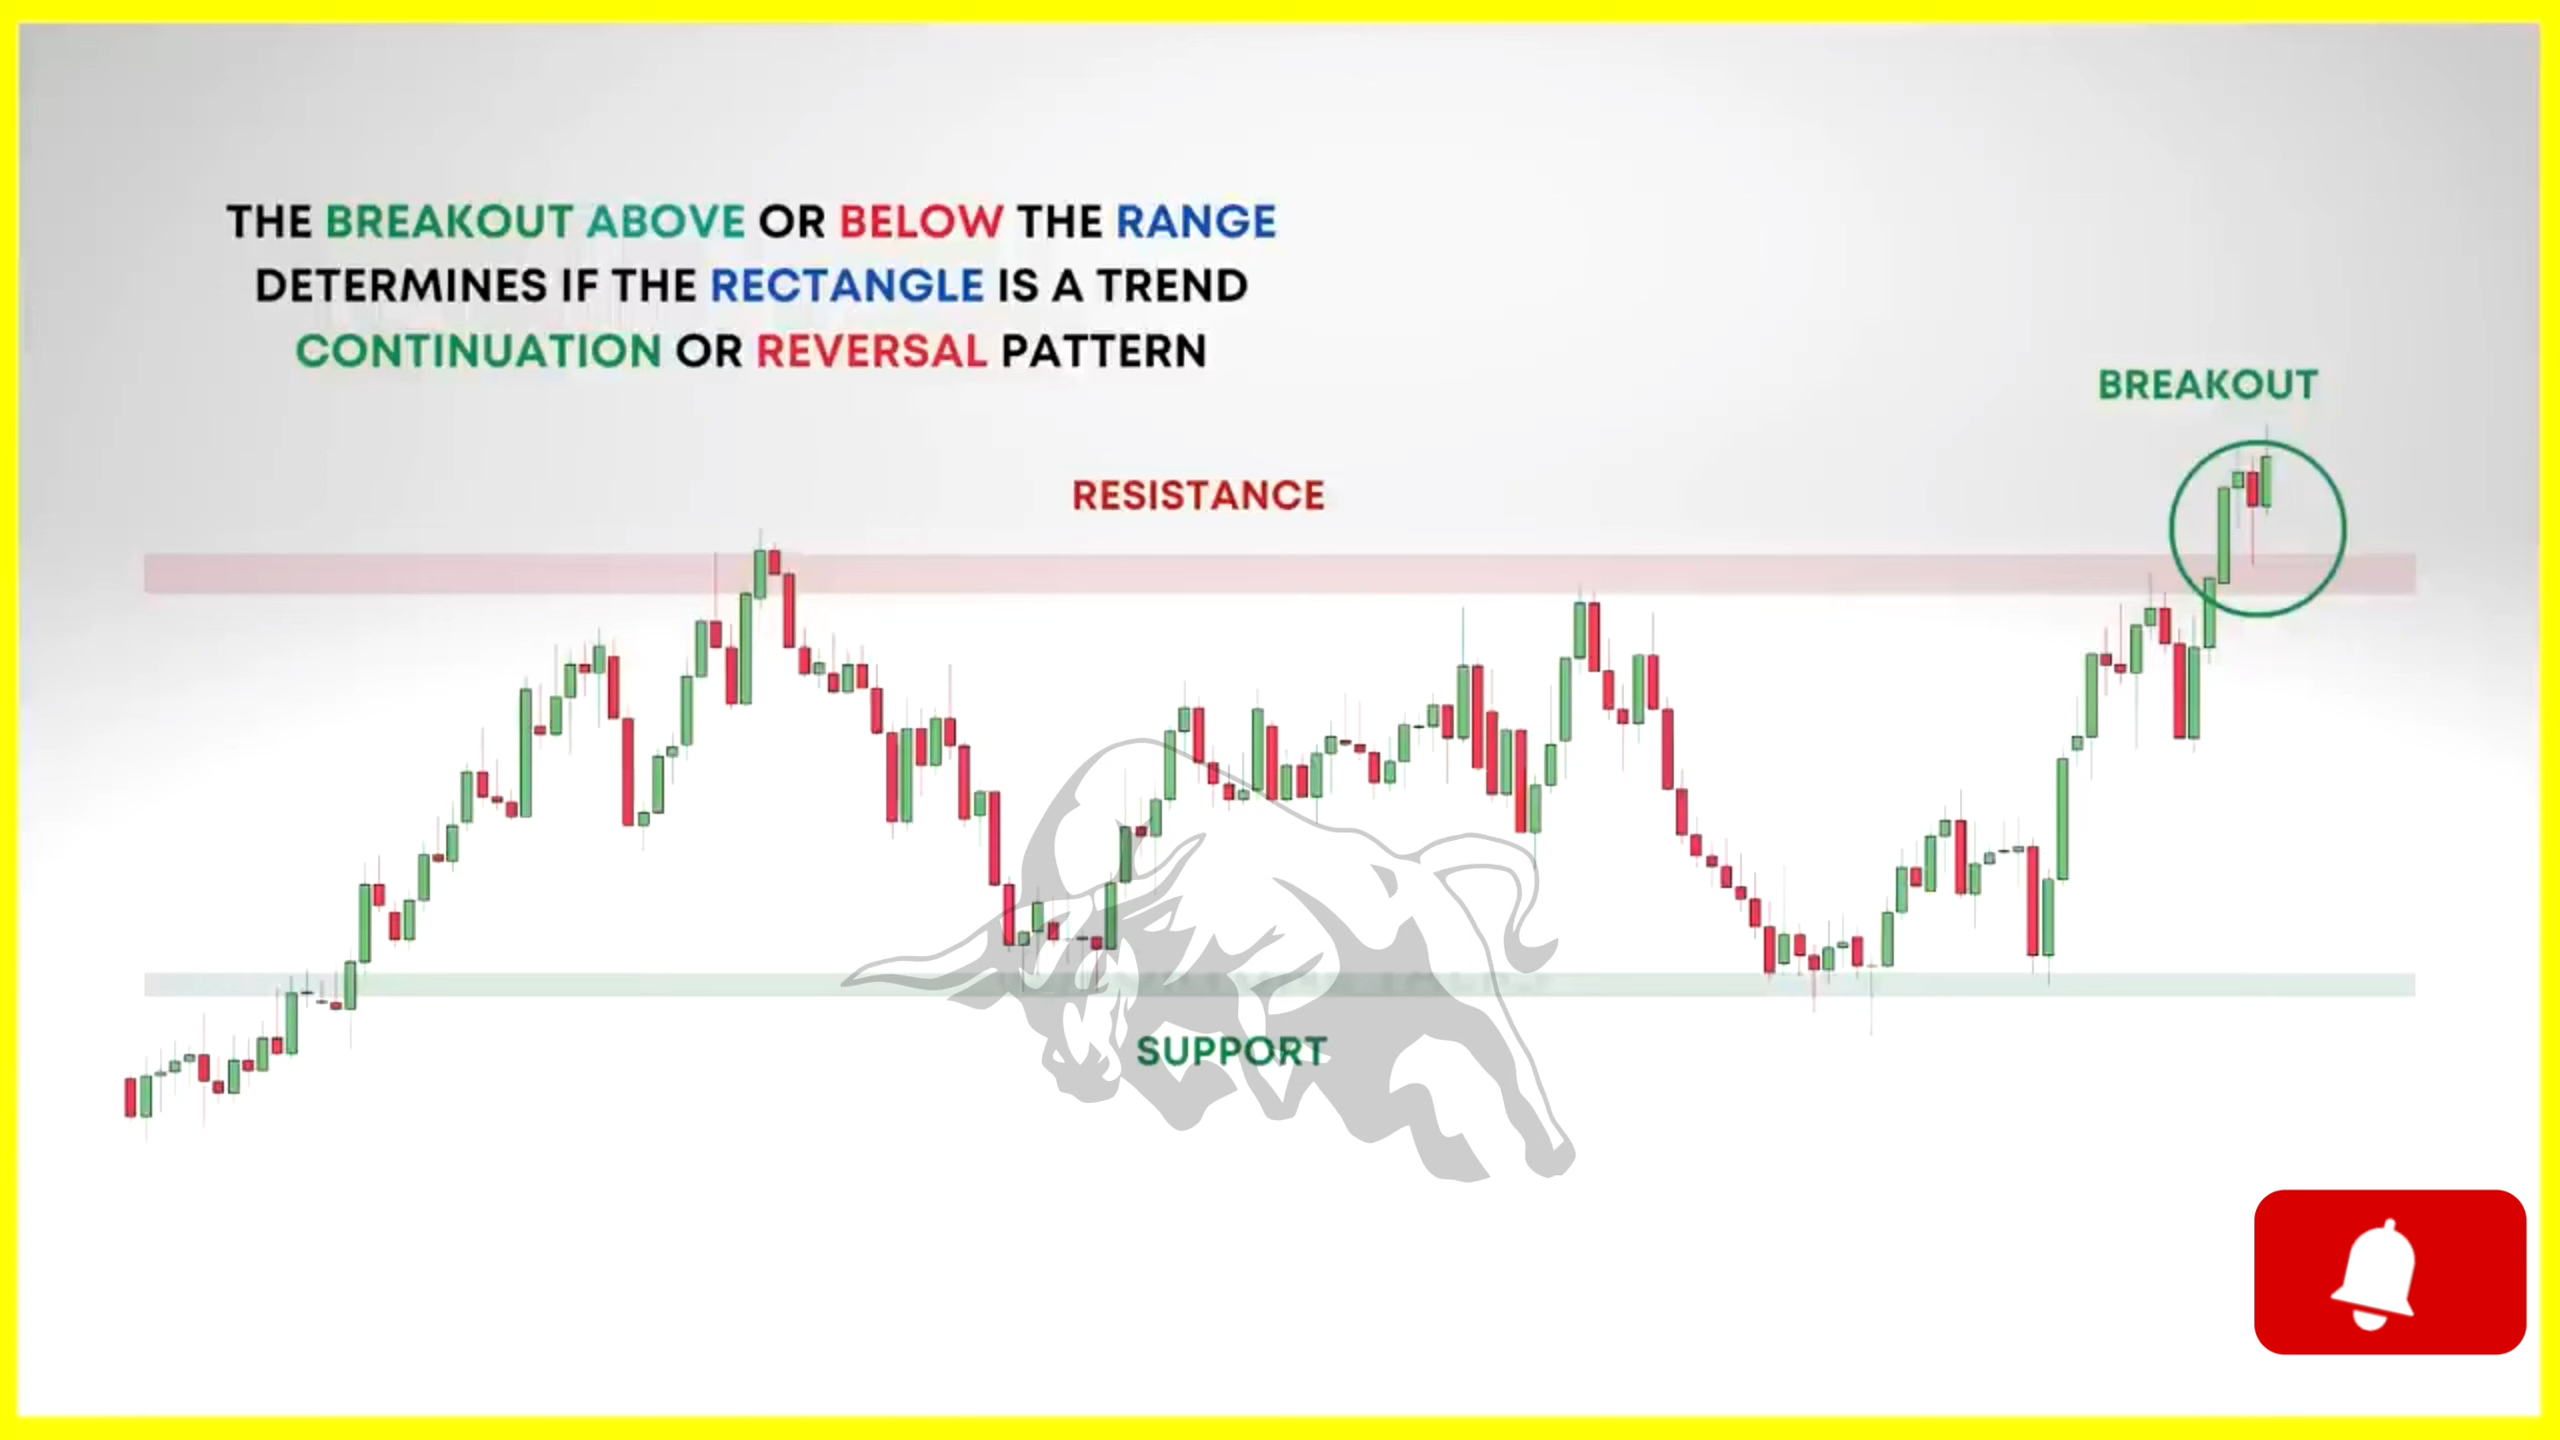 THE BREAKOUT ABOVE OR BELOW THE RANGE
DETERMINES IF THE RECTANGLE IS A TREND
CONTINUATION OR REVERSAL PATTERN
BREAKOUT
RESISTANCE
SUPPORT